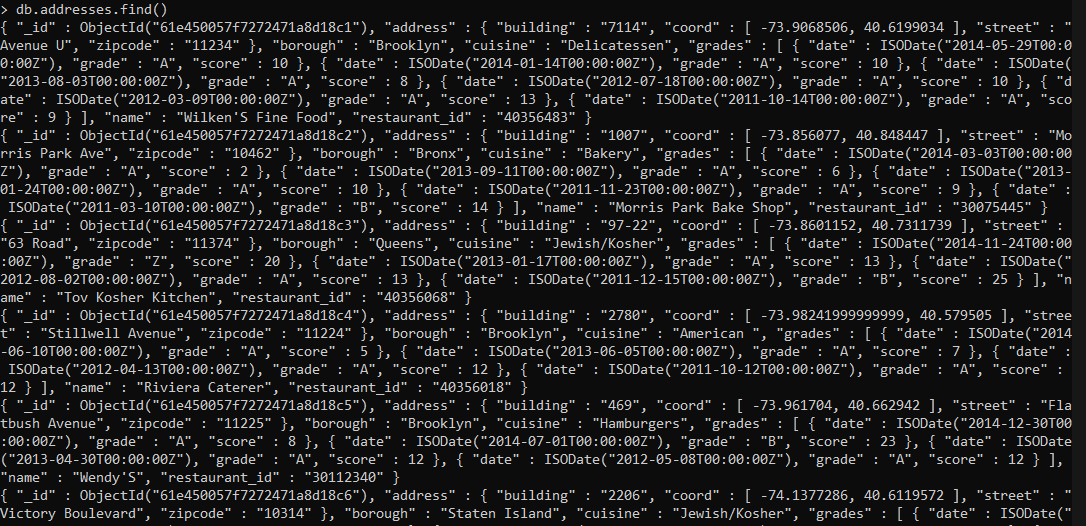 > db.addresses.find()
{ "_id" : ObjectId("61e450057f7272471a8d18c1"), "address" : { "building" : "7114", "coord" : [ -73.9068506, 40.6199034 ], "street" : "
Avenue U", "zipcode" : "11234" }, "borough" : "Brooklyn", "cuisine" : "Delicatessen", "grades" : [ { "date" : ISODate("2014-05-29T00:0
0:00Z"), "grade" : "A", "score" : 10 }, { "date" : ISODate("2014-01-14T00:00:00Z"), "grade" : "A", "score" : 10 }, { "date" : ISODate(
"2013-08-03T00:00:00Z"), "grade" : "A", "score" : 8 }, { "date" : ISODate("2012-07-18T00:00:00Z"), "grade" : "A", "score" : 10 }, { "d
ate" : ISODate("2012-03-09T00:00:00Z"), "grade" : "A", "score" : 13 }, { "date" : ISODate("2011-10-14T00:00:00Z"), "grade" : "A", "sco
re" : 9 } ], "name" : "Wilken'S Fine Food", "restaurant_id" : "40356483" }
{ "_id" : ObjectId("61e450057f7272471a8d18c2"), "address" : { "building" : "1007", "coord" : [ -73.856077, 40.848447 ], "street" : "Mo
rris Park Ave", "zipcode" : "10462" }, "borough" : "Bronx", "cuisine" : "Bakery", "grades" : [ { "date" : ISODate("2014-03-03T00:00:00
Z"), "grade" : "A", "score" : 2 }, { "date" : ISODate("2013-09-11T00:00:00Z"), "grade" : "A", "score" : 6 }, { "date" : ISODate("2013-
01-24T00:00:00Z"), "grade" : "A", "score" : 10 }, { "date" : ISODate("2011-11-23T00:00:00Z"), "grade" : "A", "score" : 9 }, { "date" :
ISODate("2011-03-10T00:00:00Z"), "grade" : "B", "score" : 14 } ], "name" : "Morris Park Bake Shop", "restaurant_id" : "30075445" }
{ "_id" : ObjectId("61e450057f7272471a8d18c3"), "address" : { "building" : "97-22", "coord" : [ -73.8601152, 40.7311739 ], "street" :
"63 Road", "zipcode" : "11374" }, "borough" : "Queens", "cuisine" : "Jewish/Kosher", "grades" : [ { "date" : ISODate("2014-11-24T00:00
:00Z"), "grade" : "Z", "score" : 20 }, { "date" : ISODate("2013-01-17T00:00:00Z"), "grade" : "A", "score" : 13 }, { "date" : ISODate("
2012-08-02T00:00:00Z"), "grade" : "A", "score" : 13 }, { "date" : ISODate("2011-12-15T00:00:00Z"), "grade" : "B", "score" : 25 } ], "n
ame" : "Tov Kosher Kitchen", "restaurant_id" : "40356068" }
{ "_id" : ObjectId("61e450057f7272471a8d18c4"), "address" : { "building" : "2780", "coord" : [ -73.98241999999999, 40.579505 ], "stree
t" : "Stillwell Avenue", "zipcode" : "11224" }, "borough" : "Brooklyn", "cuisine" : "American ", "grades" : [ { "date" : ISODate("2014
-06-10T00:00:00Z"), "grade" : "A", "score" : 5 }, { "date" : ISODate("2013-06-05T00:00:00Z"), "grade" : "A", "score" : 7 }, { "date" :
ISODate("2012-04-13T00:00:00Z"), "grade" : "A", "score" : 12 }, { "date" : ISODate("2011-10-12T00:00:00Z"), "grade" : "A", "score" :
12 } ], "name" : "Riviera Caterer", "restaurant_id" : "40356018" }
{ "_id" : ObjectId("61e450057f7272471a8d18c5"), "address" : { "building" : "469", "coord" : [ -73.961704, 40.662942 ], "street" : "Fla
tbush Avenue", "zipcode" : "11225" }, "borough" : "Brooklyn", "cuisine" : "Hamburgers", "grades" : [ { "date" : ISODate("2014-12-30T00
:00:00Z"), "grade" : "A", "score" : 8 }, { "date" : ISODate("2014-07-01T00:00:00Z"), "grade" : "B", "score" : 23 }, { "date" : ISODate
("2013-04-30T00:00:00Z"), "grade" : "A", "score" : 12 }, { "date" : ISODate("2012-05-08T00:00:00Z"), "grade" : "A", "score" : 12 } ],
"name" : "Wendy'S", "restaurant_id" : "30112340" }
{ "_id" : ObjectId("61e450057f7272471a8d18c6"), "address" : { "building" : "2206", "coord" : [ -74.1377286, 40.6119572 ], "street" : "
Victory Boulevard", "zipcode" : "10314" }, "borough" : "Staten Island", "cuisine" : "Jewish/Kosher", "grades" : [ { "date" : ISODate("